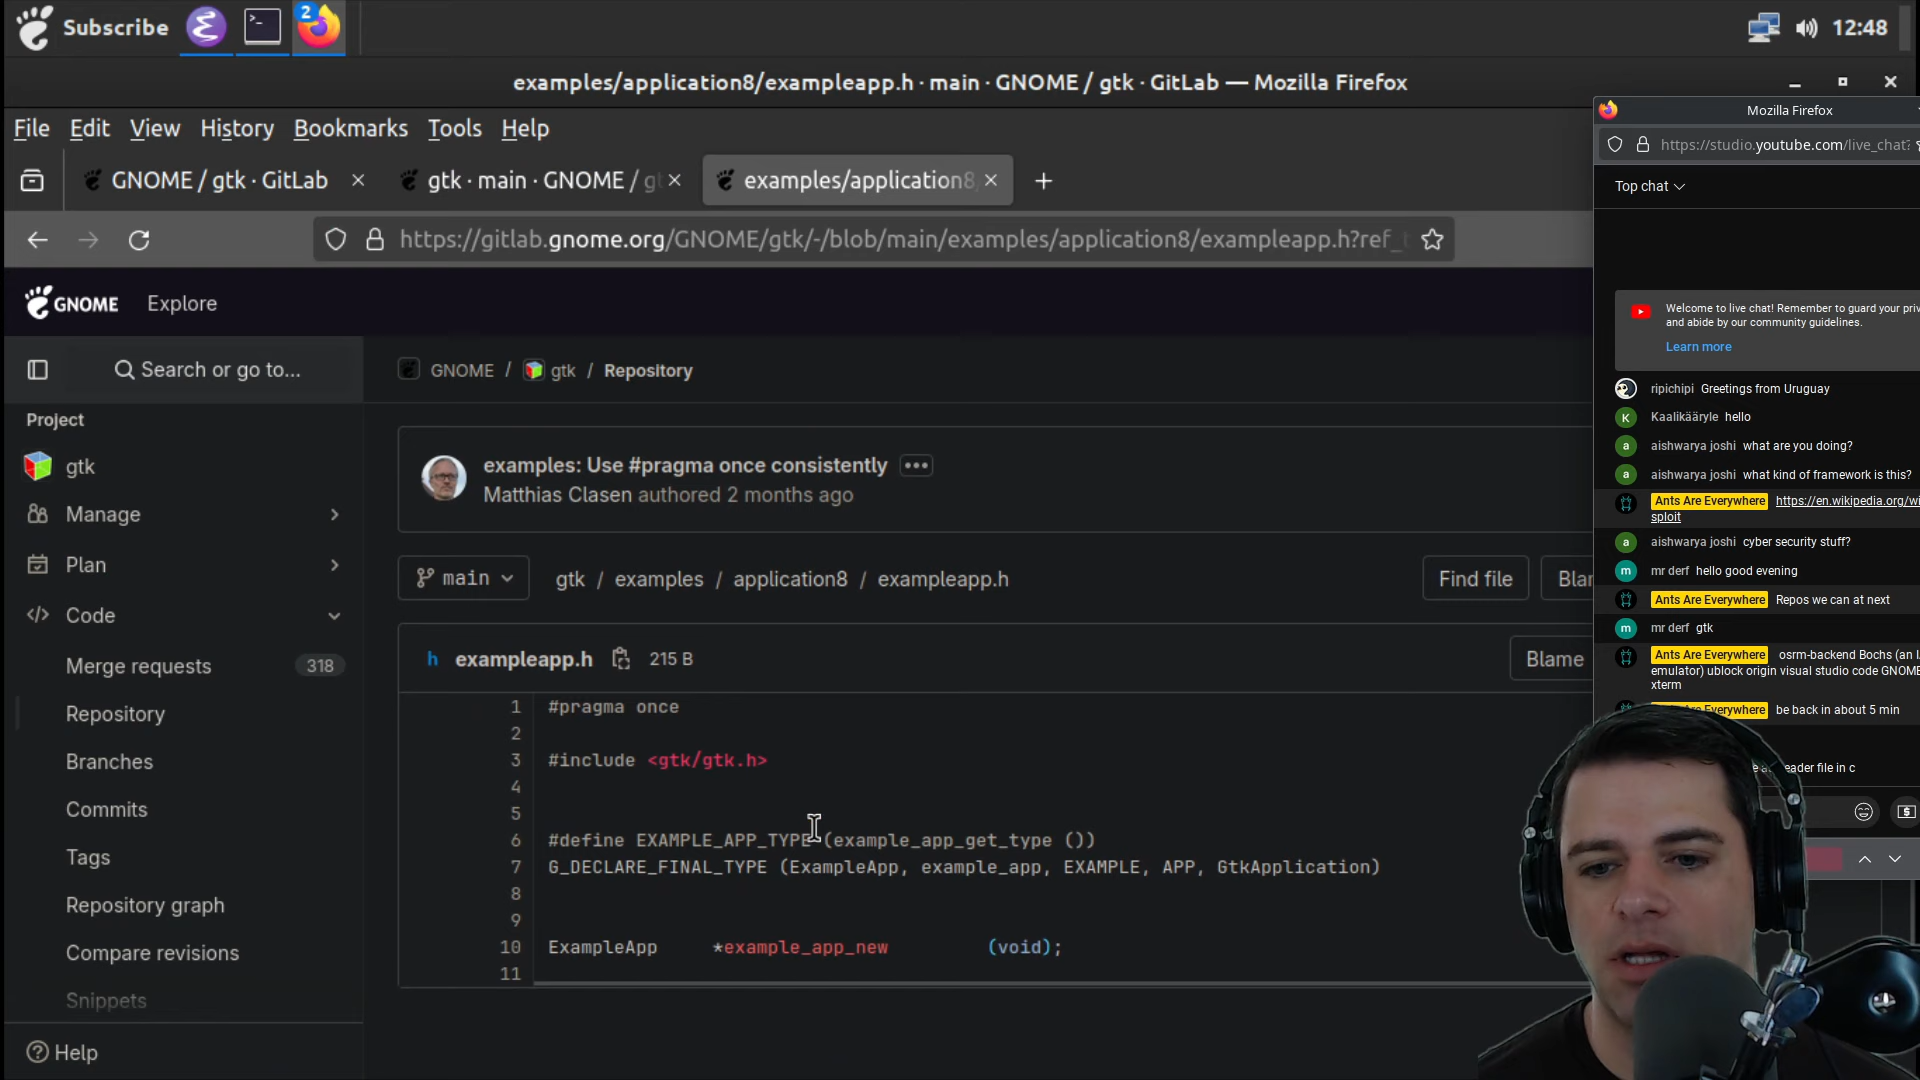 Subscribe
2
12:48
examples/application8/exampleapp.h · main · GNOME / gtk · GitLab — Mozilla Firefox
File Edit View History Bookmarks Tools Help
GNOME / gtk · GitLab
gtk · main · GNOME / gt
examples/application8
https://gitlab.gnome.org/GNOME/gtk/-/blob/main/examples/application8/exampleapp.h?ref_t
GNOME Explore
Search or go to...
GNOME / gtk / Repository
Project
gtk
Manage
Plan
Code
Merge requests 318
Repository
Branches
Commits
Tags
Repository graph
Compare revisions
Snippets
Help
examples: Use #pragma once consistently
Matthias Clasen authored 2 months ago
main
gtk / examples / application8 / exampleapp.h
Find file
Blam
h exampleapp.h 215 B
Blame
1 #pragma once
2
3 #include <gtk/gtk.h>
4
5
6 #define EXAMPLE_APP_TYPE (example_app_get_type ())
7 G_DECLARE_FINAL_TYPE (ExampleApp, example_app, EXAMPLE, APP, GtkApplication)
8
9
10 ExampleApp *example_app_new (void);
11
Mozilla Firefox
https://studio.youtube.com/live_chat?
Top chat
Welcome to live chat! Remember to guard your priv
and abide by our community guidelines.
Learn more
ripichipi Greetings from Uruguay
K Kaalikääryle hello
a aishwarya joshi what are you doing?
a aishwarya joshi what kind of framework is this?
Ants Are Everywhere https://en.wikipedia.org/wi
sploit
a aishwarya joshi cyber security stuff?
m mr derf hello good evening
Ants Are Everywhere Repos we can at next
m mr derf gtk
Ants Are Everywhere osrm-backend Bochs (an I
emulator) ublock origin visual studio code GNOME
xterm
Ants Are Everywhere be back in about 5 min
header file in c